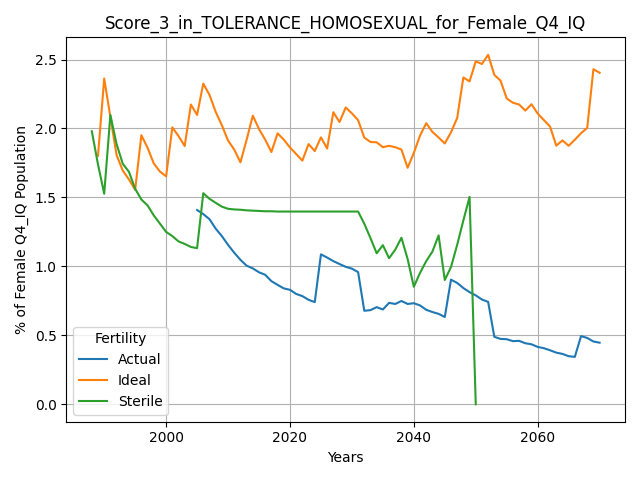 Score_3_in_TOLERANCE_HOMOSEXUAL_for_Female_Q4_IQ
% of Female Q4_IQ Population
2.5
2.0
1.5
1.0
0.5
0.0
Fertility
Actual
Ideal
Sterile
2000
2020
2040
2060
Years